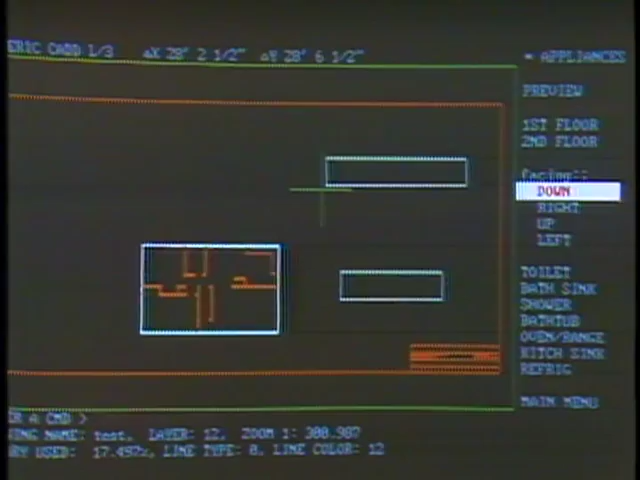 ERIC CADD 1/3 △X 28' 2 1/2" △Y 28' 6 1/2"
* APPLIANCES
PREVIEW
1ST FLOOR
2ND FLOOR
facing::
DOWN
RIGHT
UP
LEFT
TOILET
BATH SINK
SHOWER
BATHTUB
OVEN/RANGE
KITCH SINK
REFRIG
MAIN MENU
ER A CMD >
ING NAME: test, LAYER: 12, ZOOM 1: 300.987
RY USED: 17.492%, LINE TYPE: 0, LINE COLOR: 12